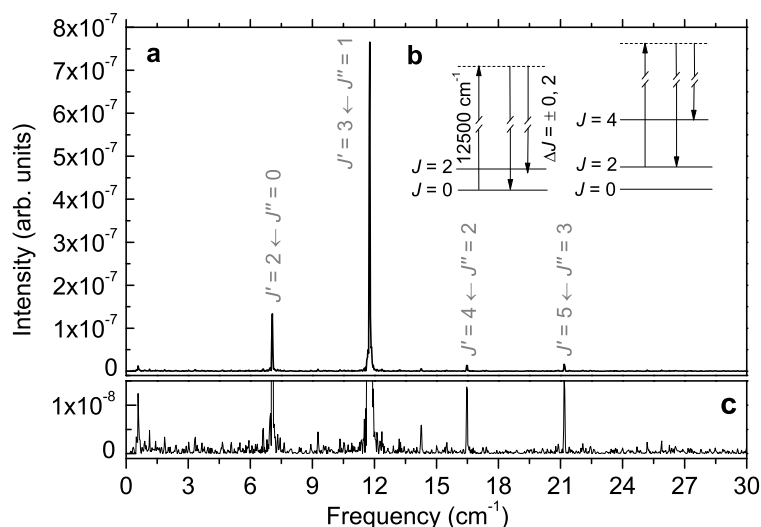 8x10⁻⁷
7x10⁻⁷
6x10⁻⁷
5x10⁻⁷
4x10⁻⁷
3x10⁻⁷
2x10⁻⁷
1x10⁻⁷
0
Intensity (arb. units)
a
J' = 2 ← J'' = 0
J' = 3 ← J'' = 1
J' = 4 ← J'' = 2
J' = 5 ← J'' = 3
b
12500 cm⁻¹
ΔJ = ± 0, 2
J = 2
J = 0
J = 4
J = 2
J = 0
1x10⁻⁸
0
c
0 3 6 9 12 15 18 21 24 27 30
Frequency (cm⁻¹)